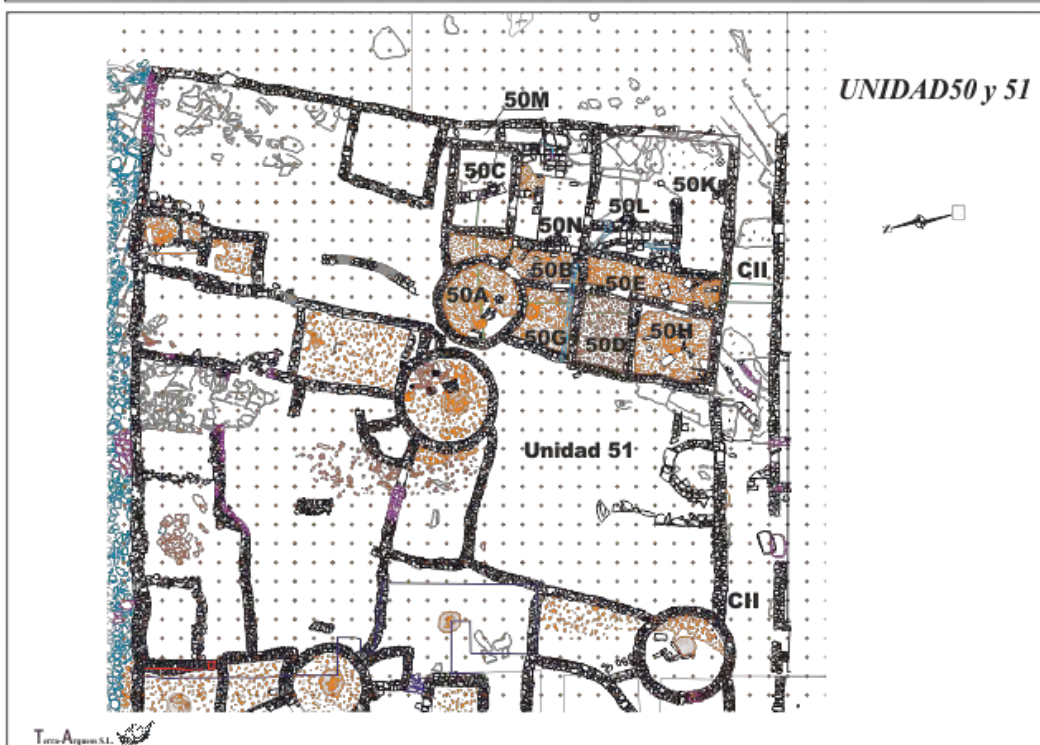 UNIDAD50 y 51
50M
50C
50K
50L
50N
50B
CII
50E
50A
50H
50G
50D
Unidad 51
CII
Terra-Arqueos S.L.